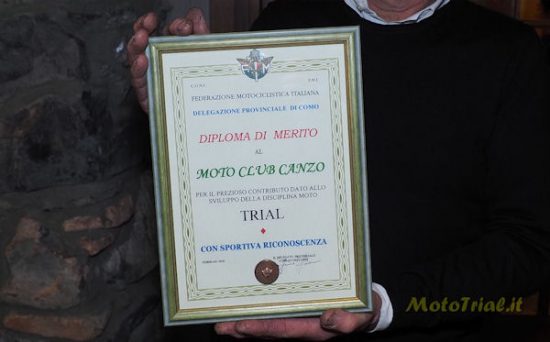 FEDERAZIONE MOTOCICLISTICA ITALIANA
DELEGAZIONE PROVINCIALE DI COMO
DIPLOMA DI MERITO
AL
MOTO CLUB CANZO
PER IL PREZIOSO CONTRIBUTO DATO ALLO
SVILUPPO DELLA DISCIPLINA MOTO
TRIAL
CON SPORTIVA RICONOSCENZA
MotoTrial.it